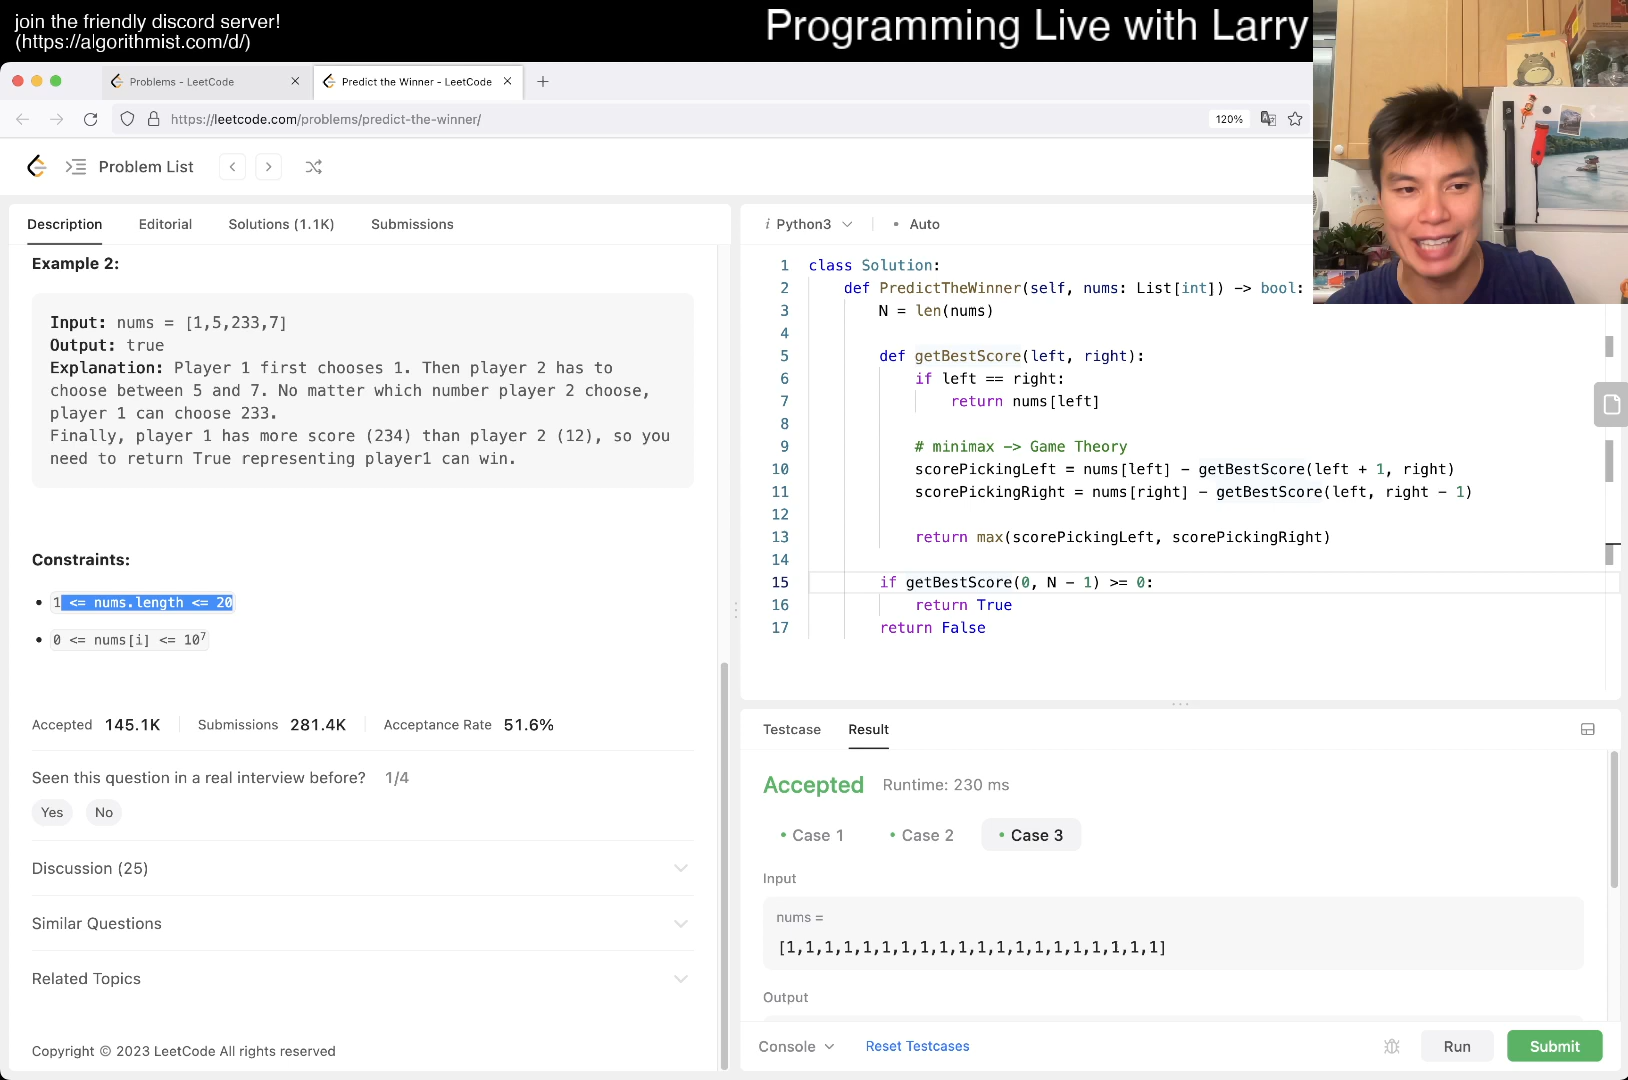 join the friendly discord server!
(https://algorithmist.com/d/)
Programming Live with Larry
Problems - LeetCode
Predict the Winner - LeetCode
https://leetcode.com/problems/predict-the-winner/
120%
Problem List
Description
Editorial
Solutions (1.1K)
Submissions
Example 2:
Input: nums = [1,5,233,7]
Output: true
Explanation: Player 1 first chooses 1. Then player 2 has to
choose between 5 and 7. No matter which number player 2 choose,
player 1 can choose 233.
Finally, player 1 has more score (234) than player 2 (12), so you
need to return True representing player1 can win.
Constraints:
• 1 <= nums.length <= 20
• 0 <= nums[i] <= 10⁷
Accepted 145.1K Submissions 281.4K Acceptance Rate 51.6%
Seen this question in a real interview before? 1/4
Yes No
Discussion (25)
Similar Questions
Related Topics
Copyright © 2023 LeetCode All rights reserved
i Python3 • Auto
1 class Solution:
2 def PredictTheWinner(self, nums: List[int]) -> bool:
3 N = len(nums)
4
5 def getBestScore(left, right):
6 if left == right:
7 return nums[left]
8
9 # minimax -> Game Theory
10 scorePickingLeft = nums[left] - getBestScore(left + 1, right)
11 scorePickingRight = nums[right] - getBestScore(left, right - 1)
12
13 return max(scorePickingLeft, scorePickingRight)
14
15 if getBestScore(0, N - 1) >= 0:
16 return True
17 return False
Testcase Result
Accepted Runtime: 230 ms
• Case 1 • Case 2 • Case 3
Input
nums =
[1,1,1,1,1,1,1,1,1,1,1,1,1,1,1,1,1,1,1,1]
Output
Console Reset Testcases Run Submit